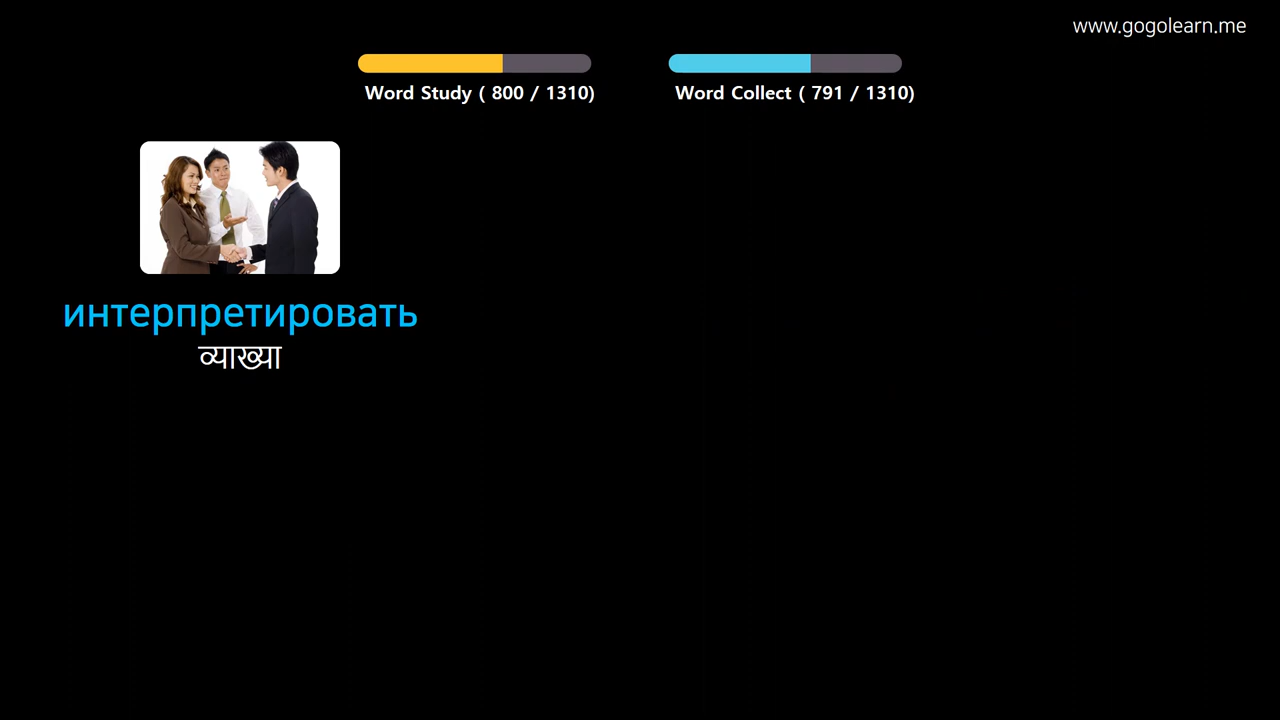 www.gogolearn.me
Word Study ( 800 / 1310)
Word Collect ( 791 / 1310)
интерпретировать
व्याख्या